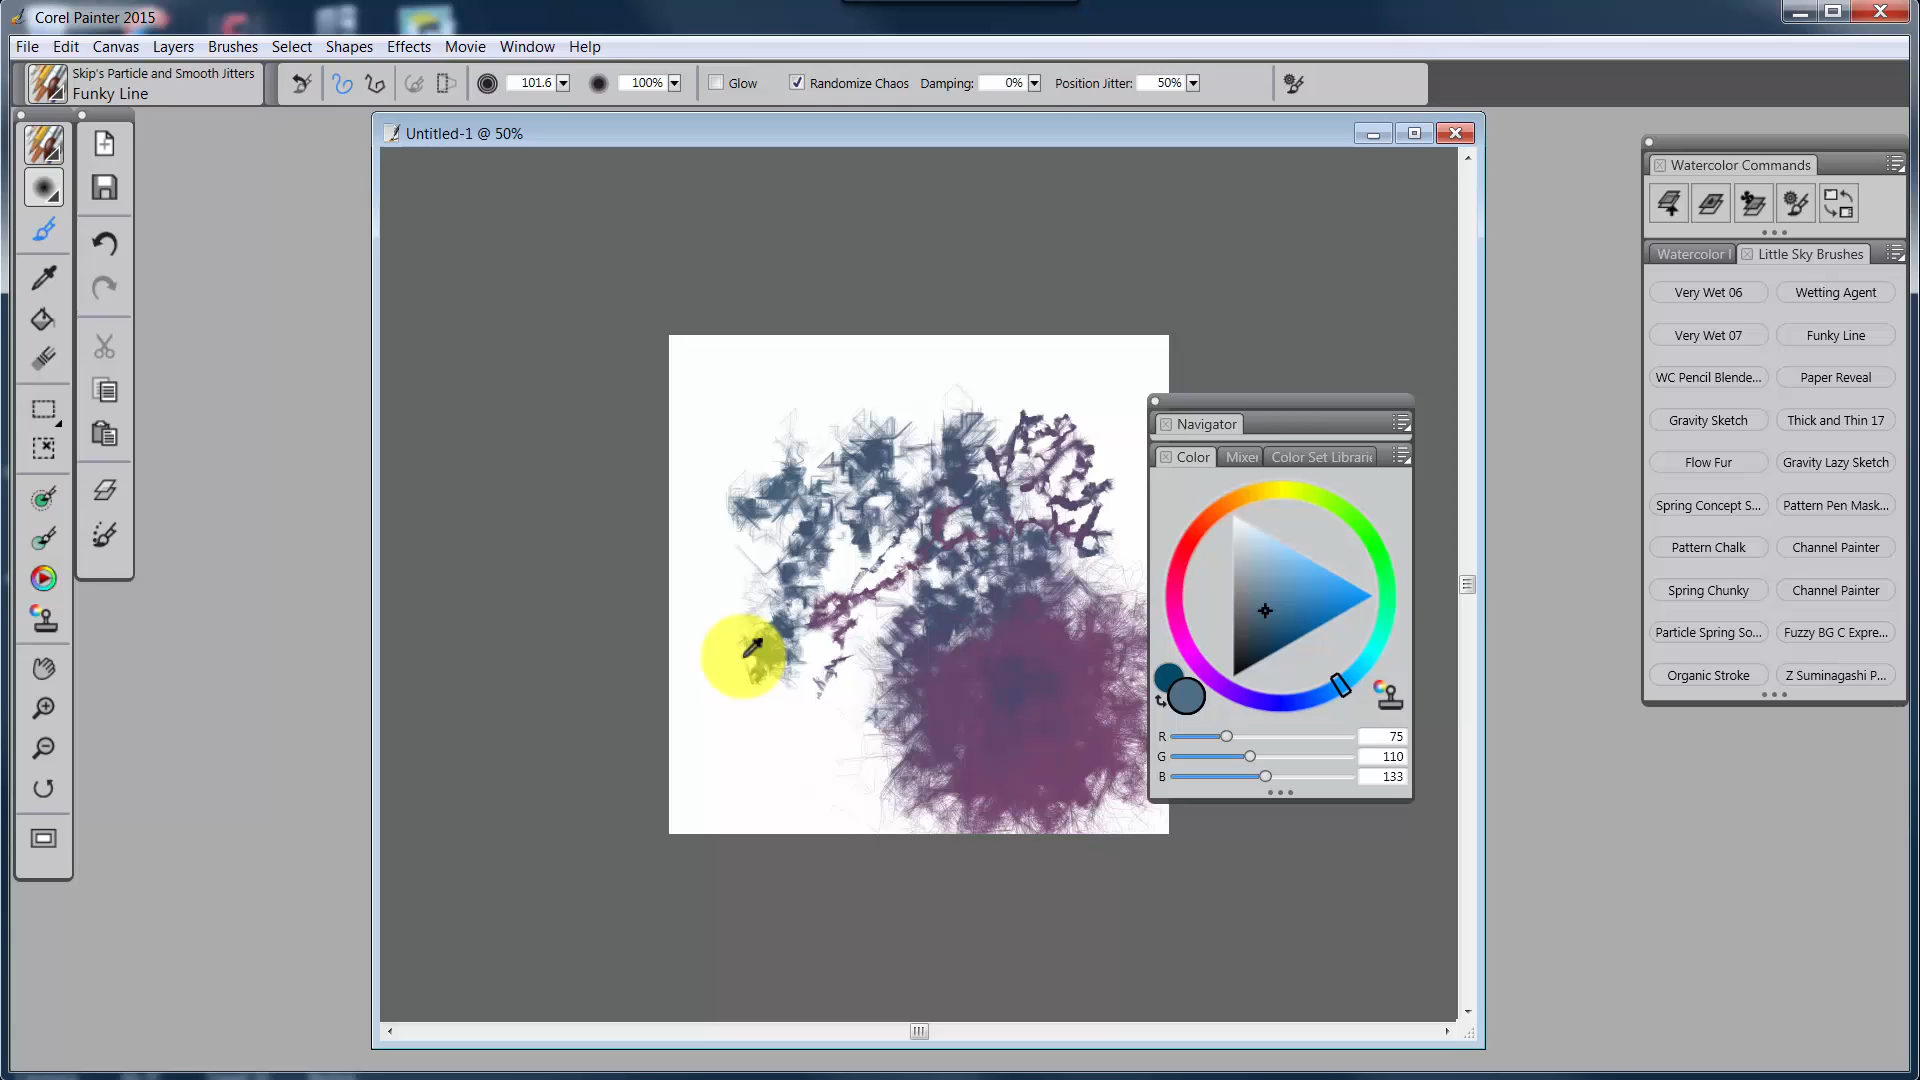 Corel Painter 2015
File Edit Canvas Layers Brushes Select Shapes Effects Movie Window Help
Skip's Particle and Smooth Jitters
Funky Line
101.6 100% Glow Randomize Chaos Damping: 0% Position Jitter: 50%
Untitled-1 @ 50%
Watercolor Commands
Watercolor Little Sky Brushes
Very Wet 06 Wetting Agent
Very Wet 07 Funky Line
WC Pencil Blende... Paper Reveal
Gravity Sketch Thick and Thin 17
Flow Fur Gravity Lazy Sketch
Spring Concept S... Pattern Pen Mask...
Pattern Chalk Channel Painter
Spring Chunky Channel Painter
Particle Spring So... Fuzzy BG C Expre...
Organic Stroke Z Suminagashi P...
Navigator
Color Mixer Color Set Librari
R 75
G 110
B 133